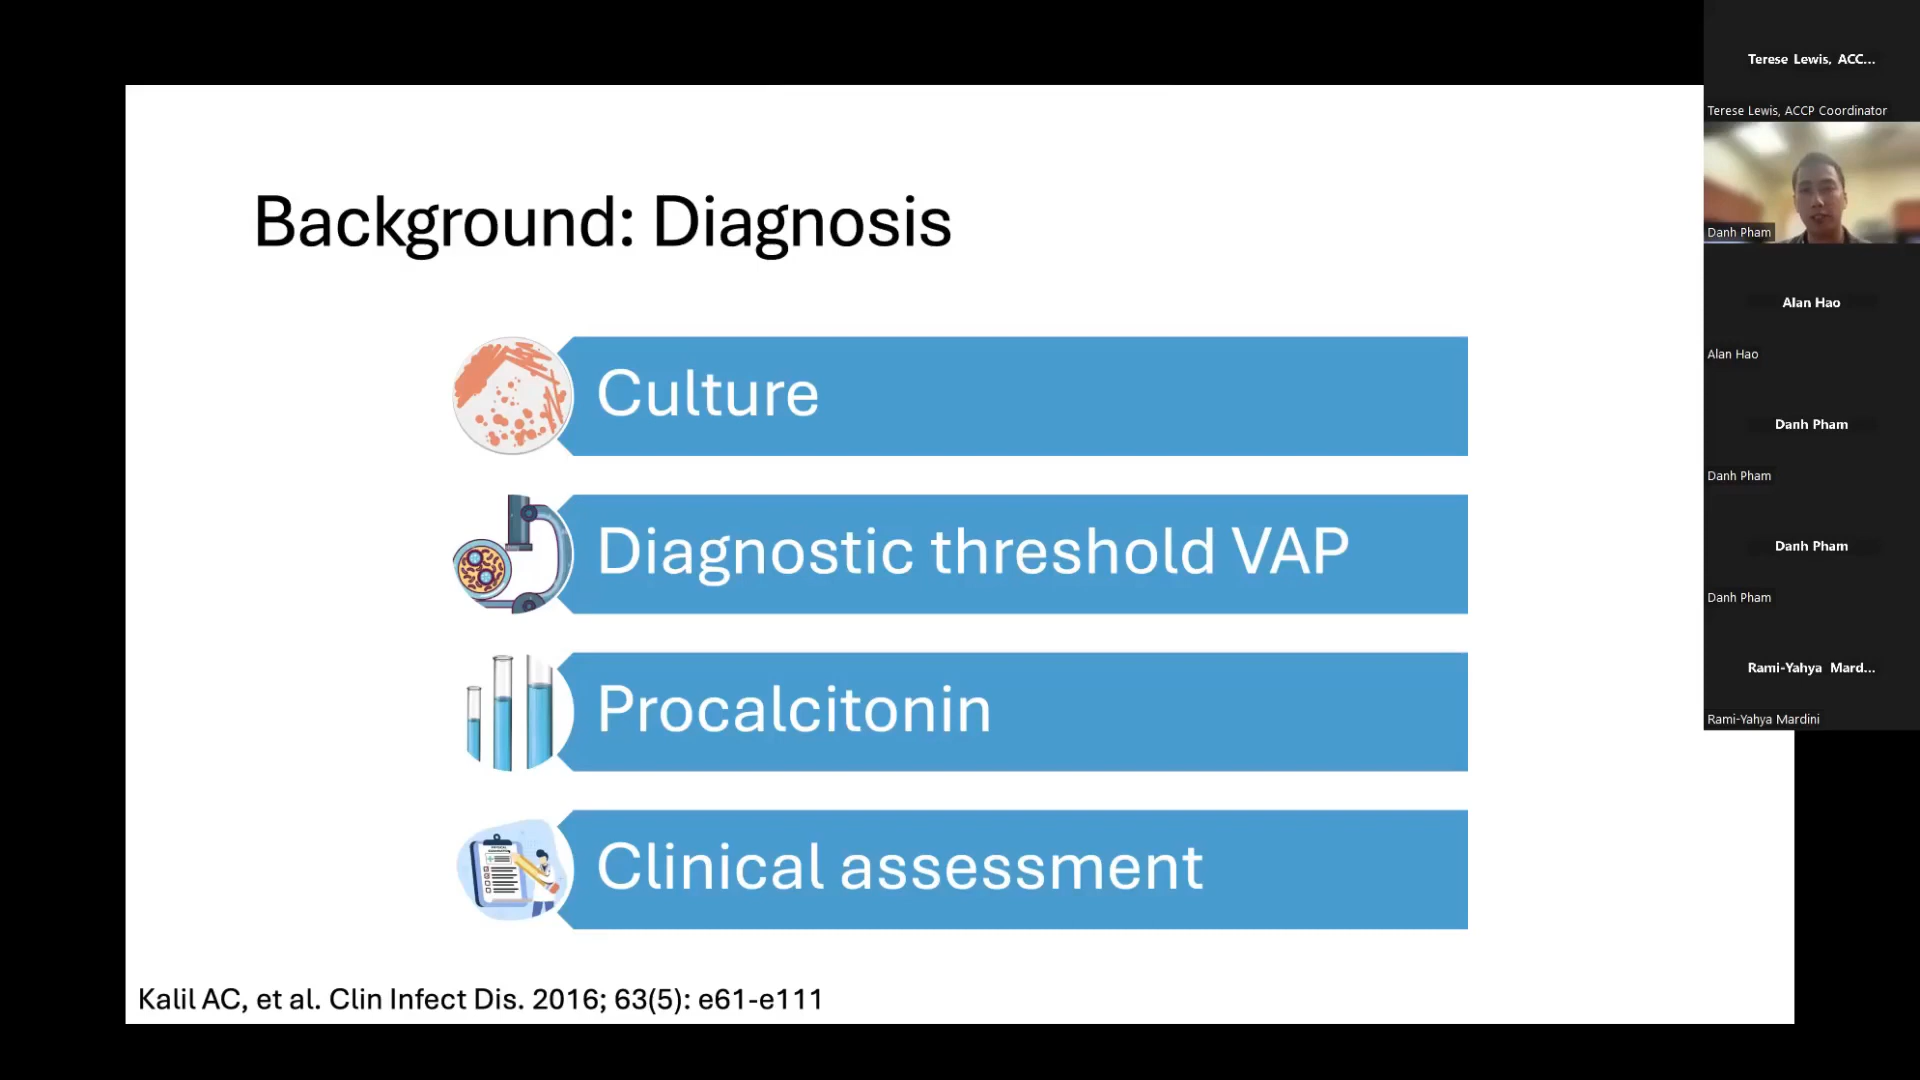 Background: Diagnosis
Culture
Diagnostic threshold VAP
Procalcitonin
Clinical assessment
Kalil AC, et al. Clin Infect Dis. 2016; 63(5): e61-e111
Terese Lewis, ACC...
Terese Lewis, ACCP Coordinator
Danh Pham
Alan Hao
Alan Hao
Danh Pham
Danh Pham
Danh Pham
Danh Pham
Rami-Yahya Mard...
Rami-Yahya Mardini